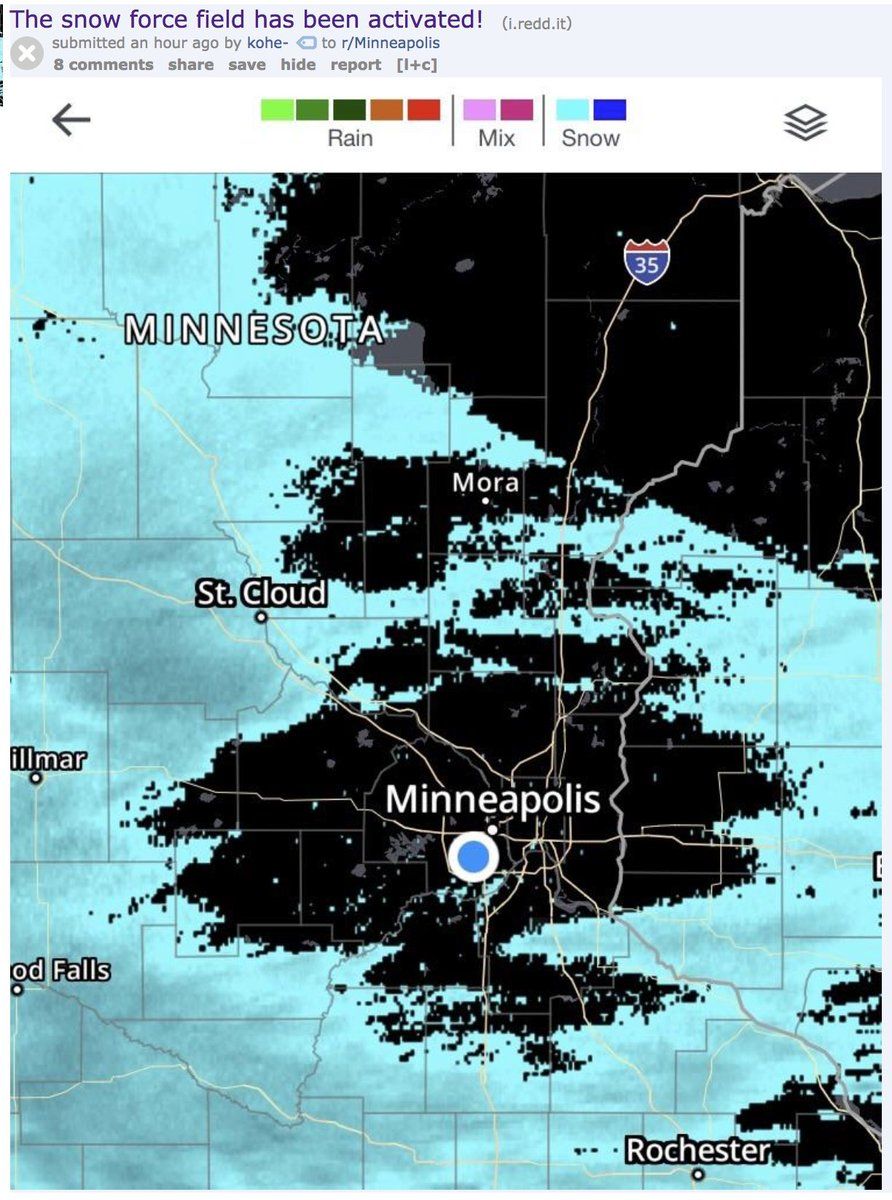 The snow force field has been activated! (i.redd.it)
submitted an hour ago by kohe- to r/Minneapolis
8 comments share save hide report [l+c]
Rain Mix Snow
35
MINNESOTA
Mora
St. Cloud
illmar
Minneapolis
od Falls
Rochester